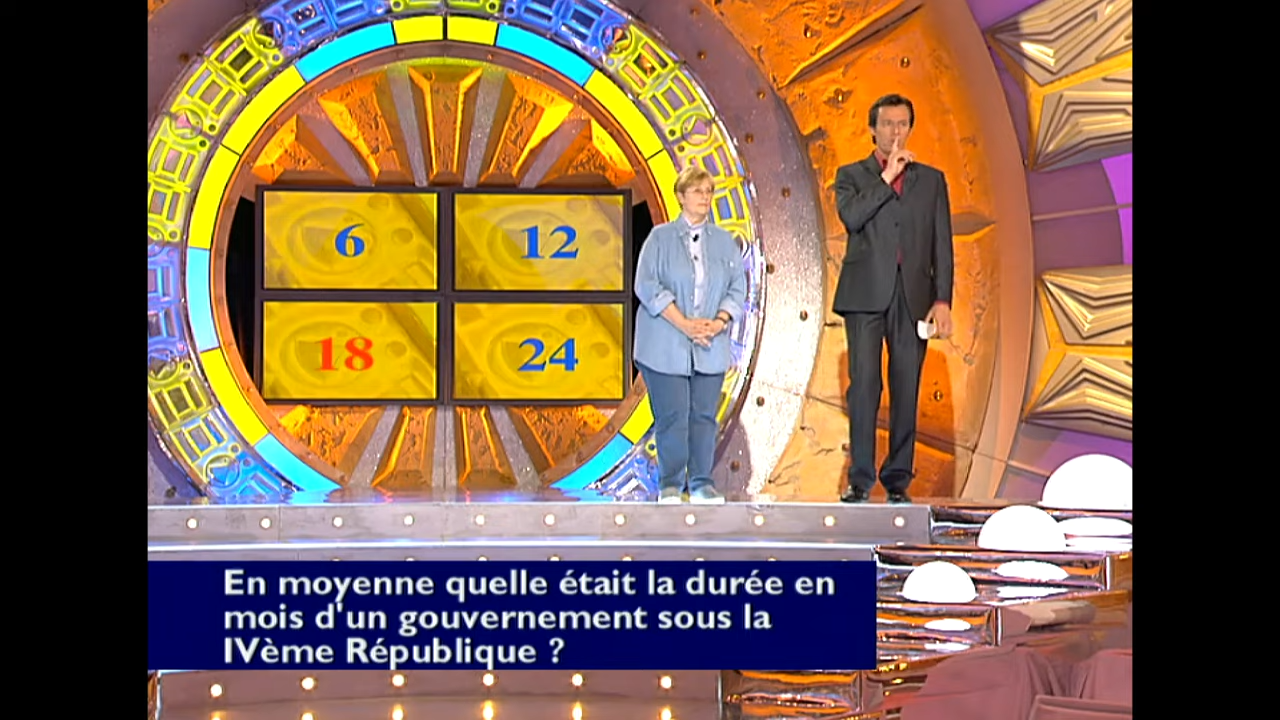 6
12
18
24
En moyenne quelle était la durée en
mois d'un gouvernement sous la
IVème République ?